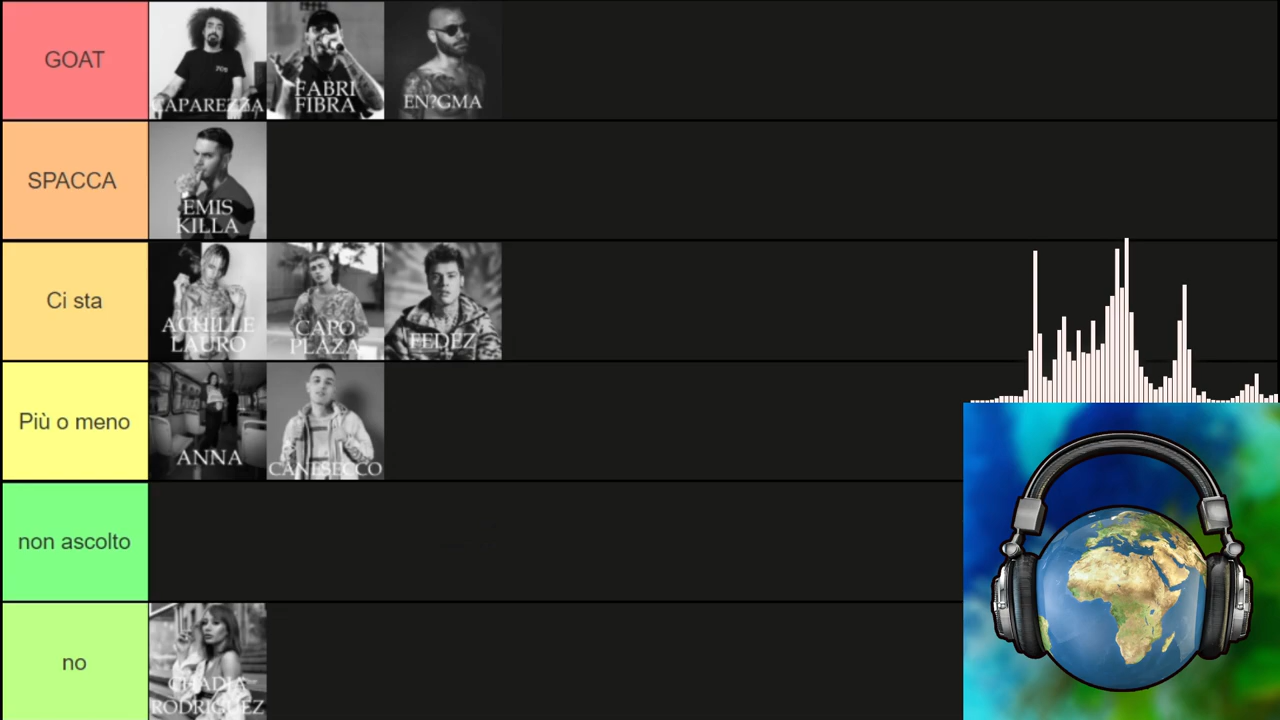 GOAT
CAPAREZZA
FABRI
FIBRA
EN?GMA
SPACCA
EMIS
KILLA
Ci sta
ACHILLE
LAURO
CAPO
PLAZA
FEDEZ
Più o meno
ANNA
CANESECCO
non ascolto
no
CHADIA
RODRIGUEZ